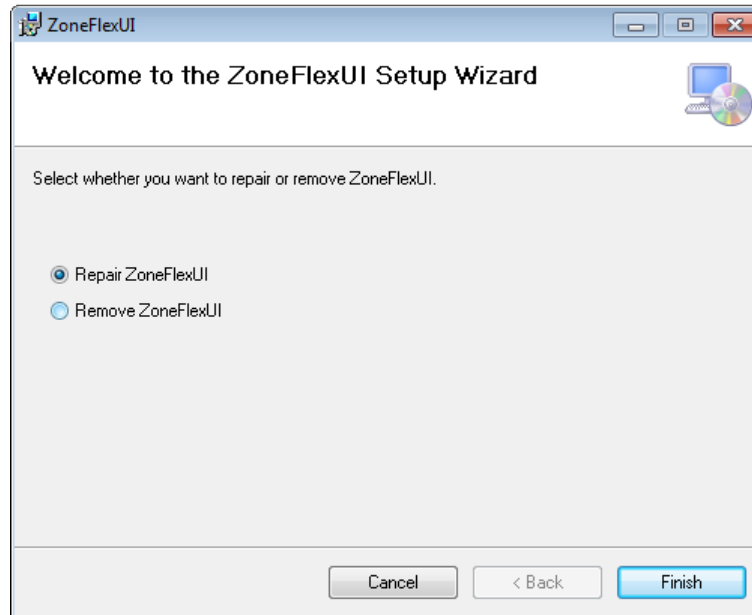 ZoneFlexUI
Welcome to the ZoneFlexUI Setup Wizard
Select whether you want to repair or remove ZoneFlexUI.
Repair ZoneFlexUI
Remove ZoneFlexUI
Cancel
< Back
Finish